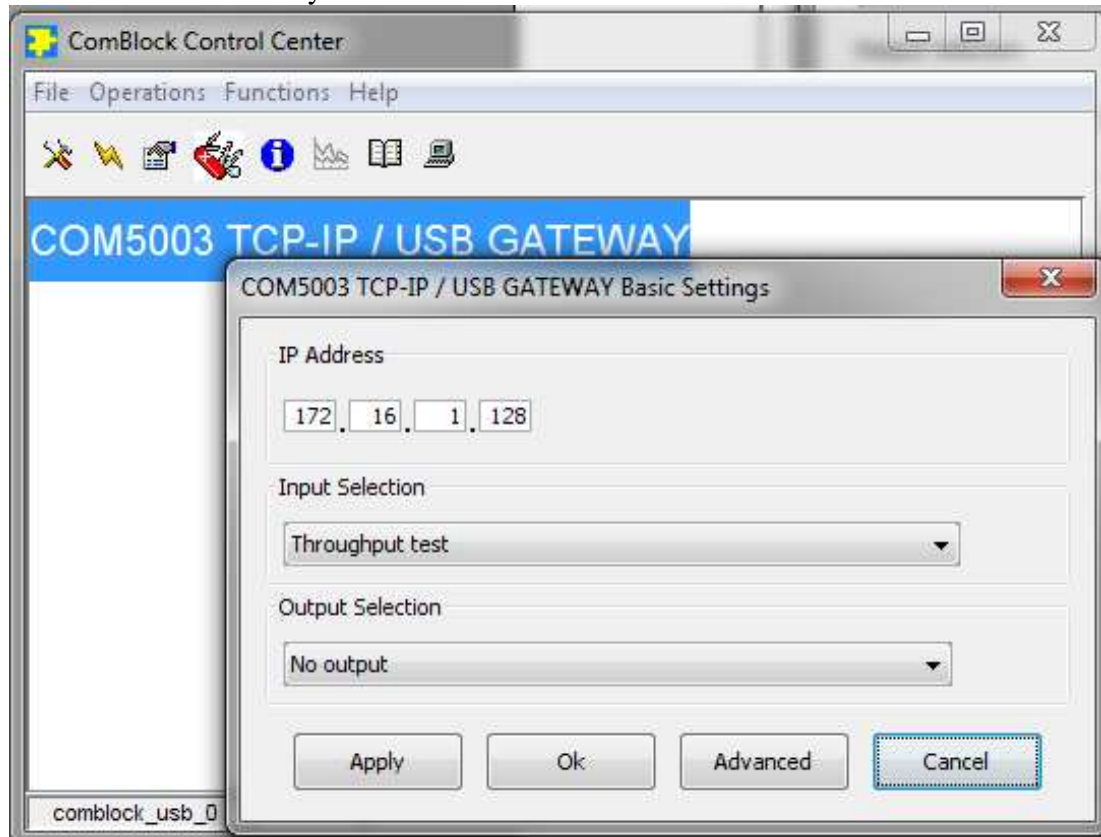 ComBlock Control Center
File Operations Functions Help
COM5003 TCP-IP / USB GATEWAY
COM5003 TCP-IP / USB GATEWAY Basic Settings
IP Address
172 . 16 . 1 . 128
Input Selection
Throughput test
Output Selection
No output
Apply Ok Advanced Cancel
comblock_usb_0